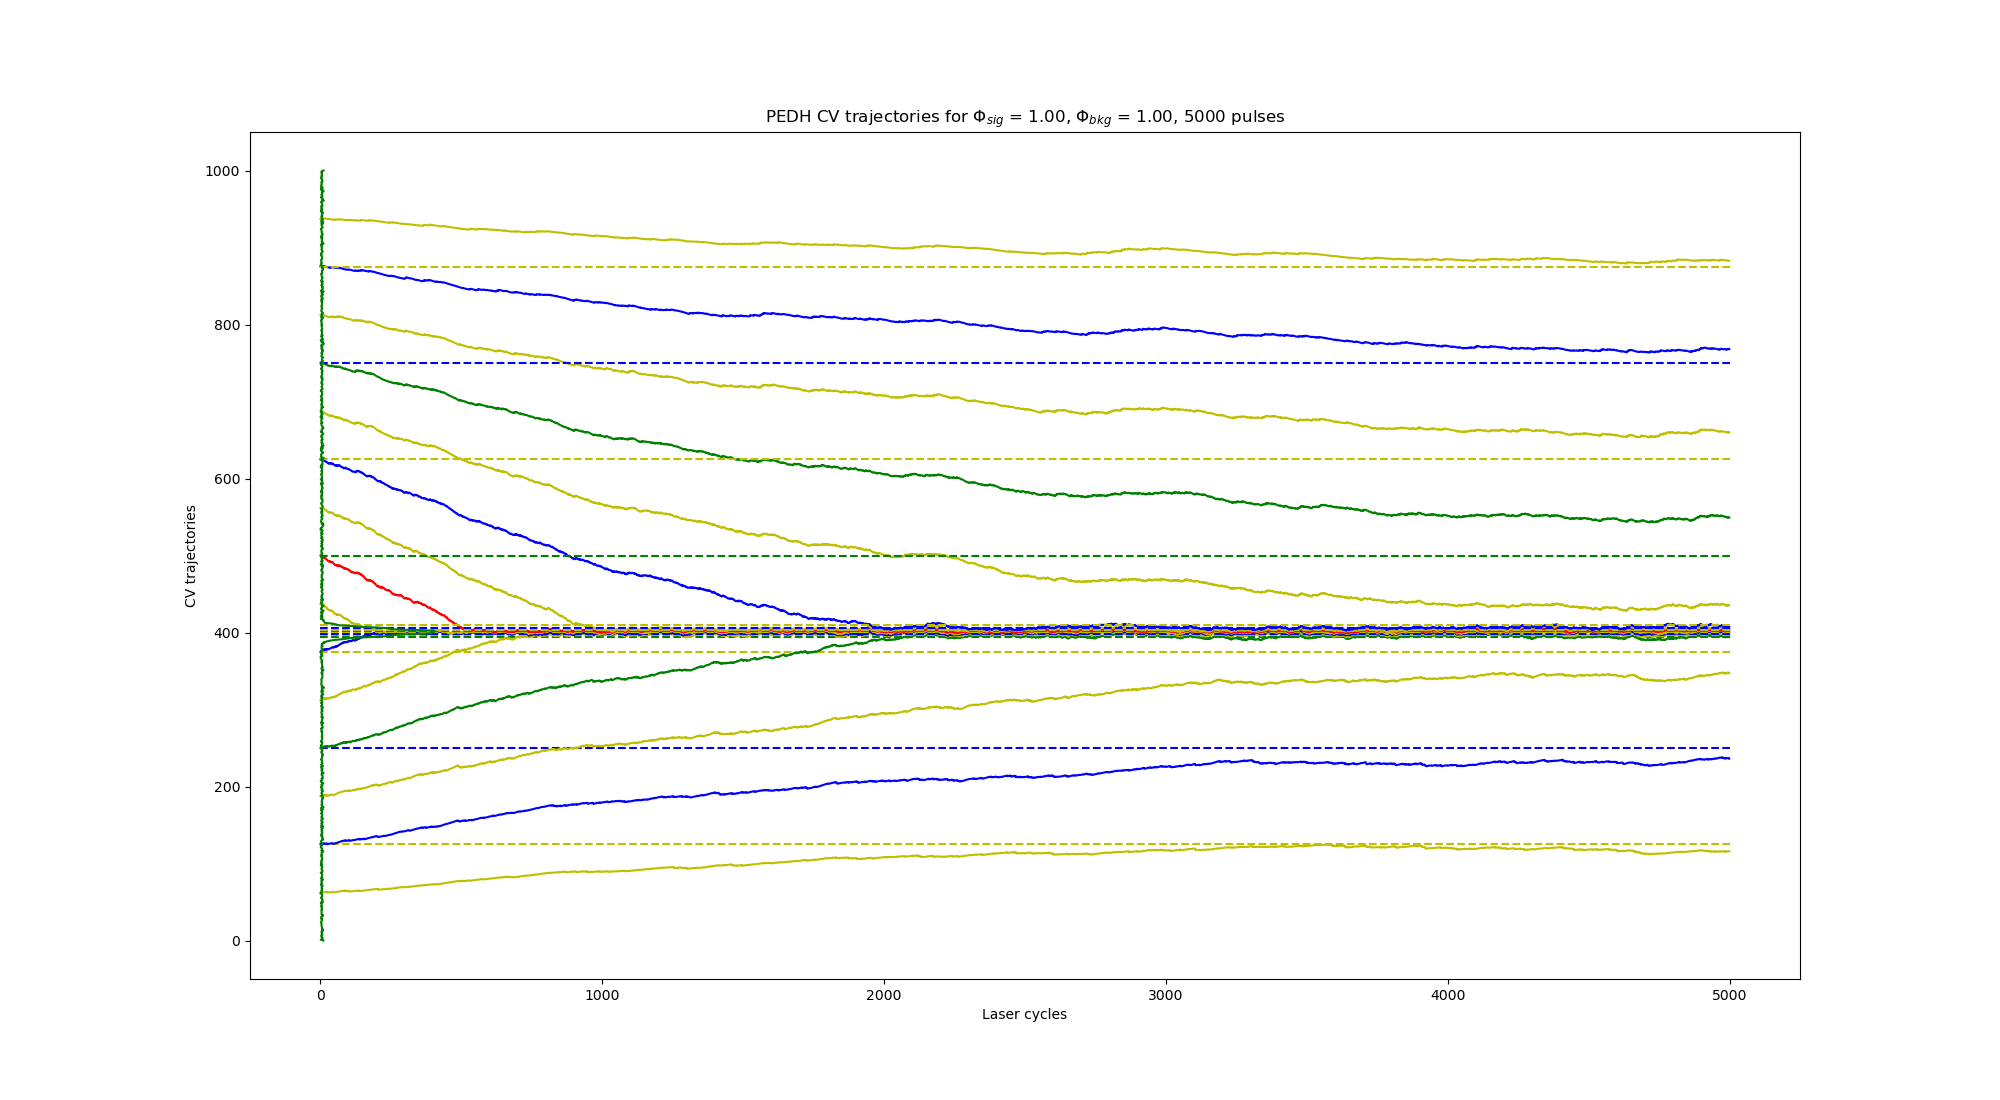 PEDH CV trajectories for Φsig = 1.00, Φbkg = 1.00, 5000 pulses
1000
800
600
400
200
0
CV trajectories
0 1000 2000 3000 4000 5000
Laser cycles